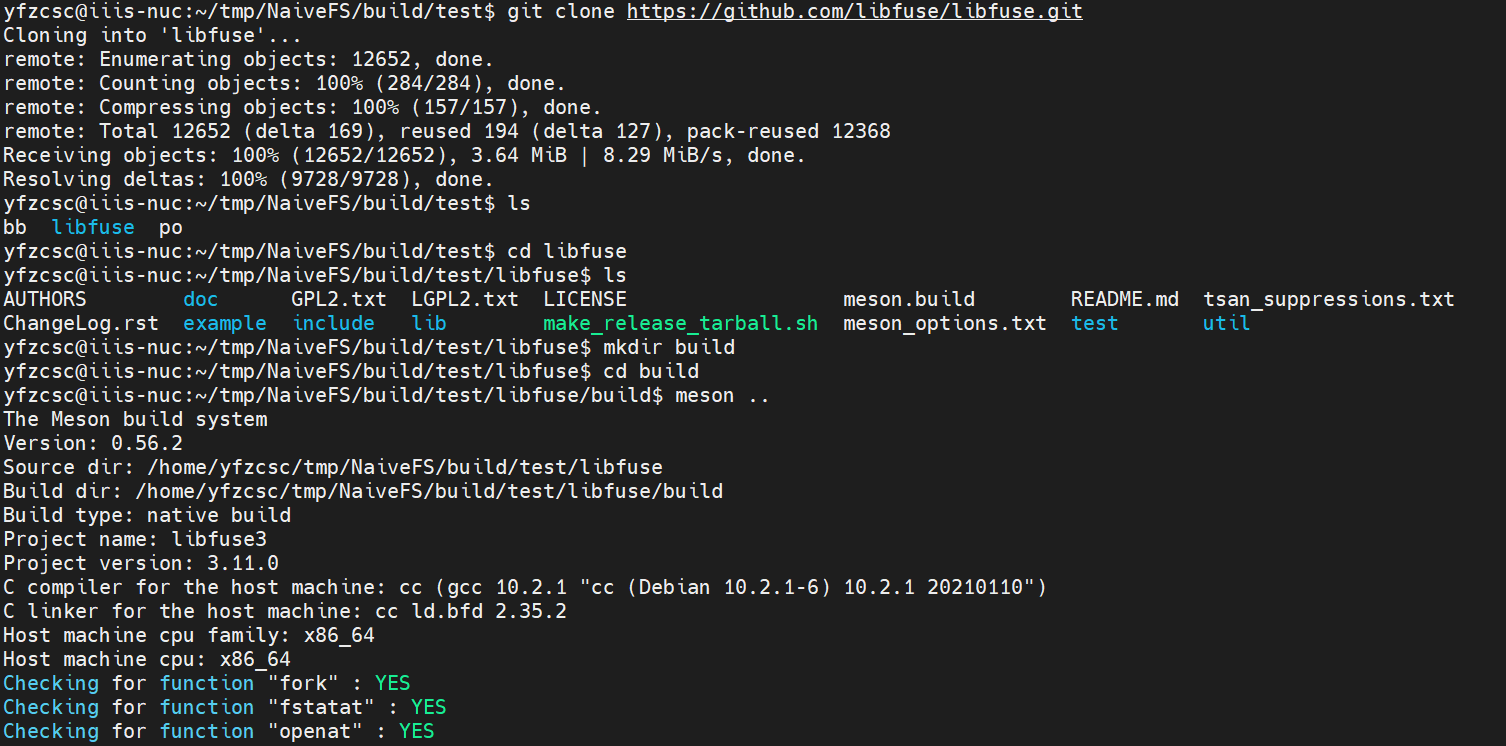 yfzcsc@iiis-nuc:~/tmp/NaiveFS/build/test$ git clone https://github.com/libfuse/libfuse.git
Cloning into 'libfuse'...
remote: Enumerating objects: 12652, done.
remote: Counting objects: 100% (284/284), done.
remote: Compressing objects: 100% (157/157), done.
remote: Total 12652 (delta 169), reused 194 (delta 127), pack-reused 12368
Receiving objects: 100% (12652/12652), 3.64 MiB | 8.29 MiB/s, done.
Resolving deltas: 100% (9728/9728), done.
yfzcsc@iiis-nuc:~/tmp/NaiveFS/build/test$ ls
bb  libfuse  po
yfzcsc@iiis-nuc:~/tmp/NaiveFS/build/test$ cd libfuse
yfzcsc@iiis-nuc:~/tmp/NaiveFS/build/test/libfuse$ ls
AUTHORS        doc      GPL2.txt  LGPL2.txt  LICENSE                  meson.build        README.md  tsan_suppressions.txt
ChangeLog.rst  example  include   lib        make_release_tarball.sh  meson_options.txt  test       util
yfzcsc@iiis-nuc:~/tmp/NaiveFS/build/test/libfuse$ mkdir build
yfzcsc@iiis-nuc:~/tmp/NaiveFS/build/test/libfuse$ cd build
yfzcsc@iiis-nuc:~/tmp/NaiveFS/build/test/libfuse/build$ meson ..
The Meson build system
Version: 0.56.2
Source dir: /home/yfzcsc/tmp/NaiveFS/build/test/libfuse
Build dir: /home/yfzcsc/tmp/NaiveFS/build/test/libfuse/build
Build type: native build
Project name: libfuse3
Project version: 3.11.0
C compiler for the host machine: cc (gcc 10.2.1 "cc (Debian 10.2.1-6) 10.2.1 20210110")
C linker for the host machine: cc ld.bfd 2.35.2
Host machine cpu family: x86_64
Host machine cpu: x86_64
Checking for function "fork" : YES
Checking for function "fstatat" : YES
Checking for function "openat" : YES